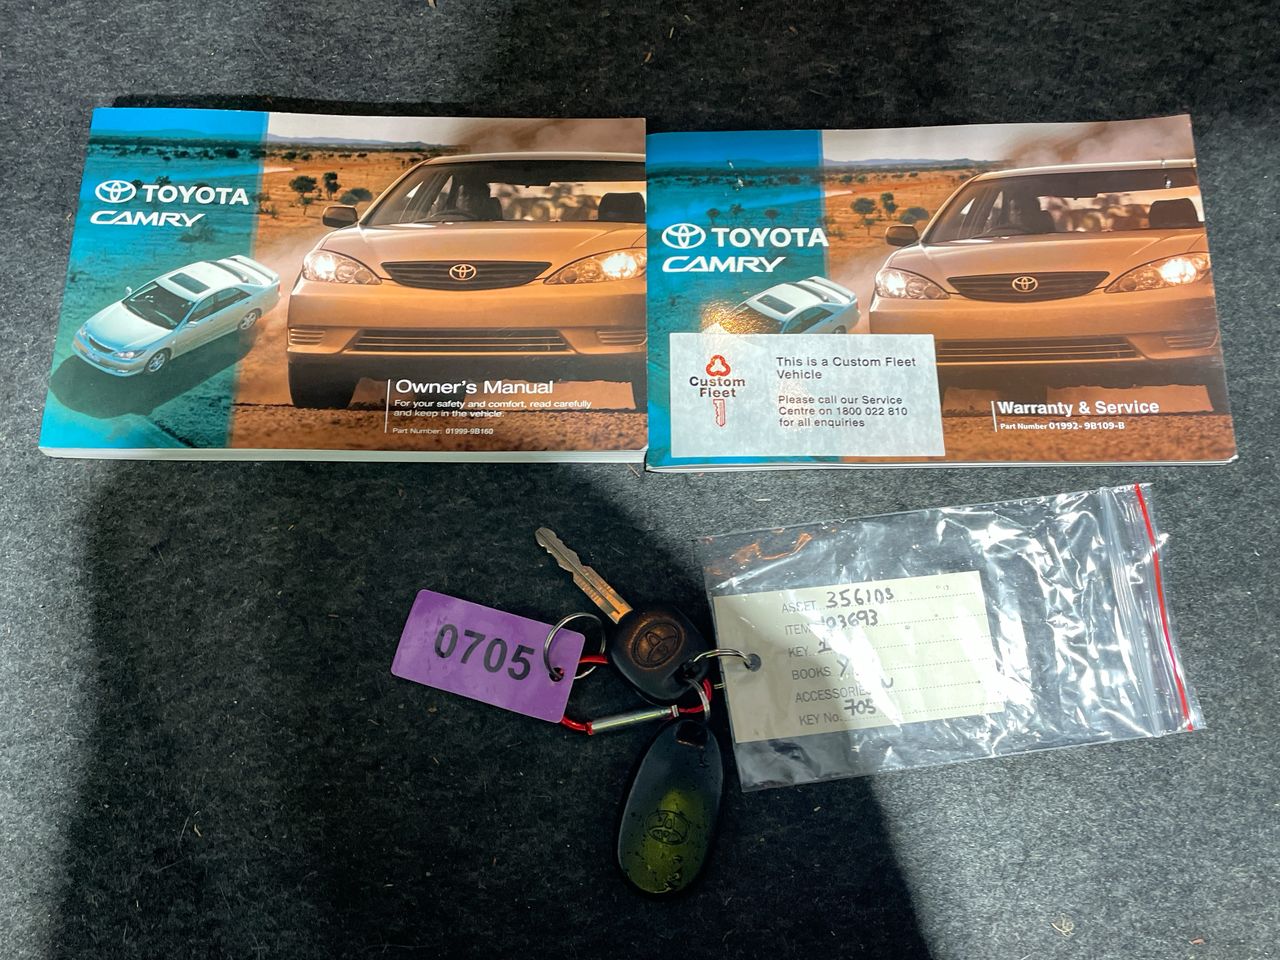 TOYOTA
CAMRY
Owner's Manual
For your safety and comfort, read carefully
and keep in the vehicle.
Part Number: 01999-9B160
TOYOTA
CAMRY
Custom
Fleet
This is a Custom Fleet
Vehicle
Please call our Service
Centre on 1800 022 810
for all enquiries
Warranty & Service
Part Number 01992-9B109-B
0705
ASSET
ITEM 103693
KEY 1
BOOKS Y
ACCESSORIES N
KEY No. 705